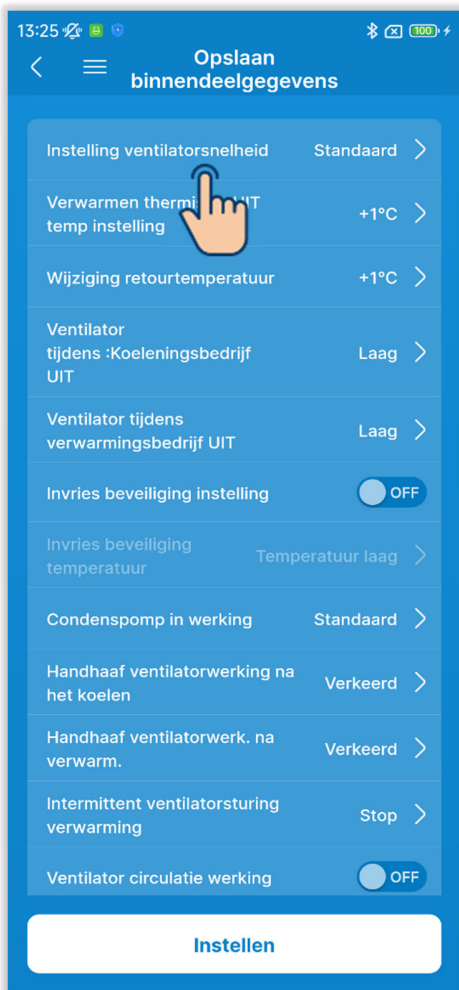 13:25
100
Opslaan
binnendeelgegevens
Instelling ventilatorsnelheid Standaard
Verwarmen UIT
temp instelling +1°C
Wijziging retourtemperatuur +1°C
Ventilator
tijdens :Koeleningsbedrijf Laag
UIT
Ventilator tijdens
verwarmingsbedrijf UIT Laag
Invries beveiliging instelling OFF
Invries beveiliging
temperatuur Temperatuur laag
Condenspomp in werking Standaard
Handhaaf ventilatorwerking na
het koelen Verkeerd
Handhaaf ventilatorwerk. na
verwarm. Verkeerd
Intermittent ventilatorsturing
verwarming Stop
Ventilator circulatie werking OFF
Instellen